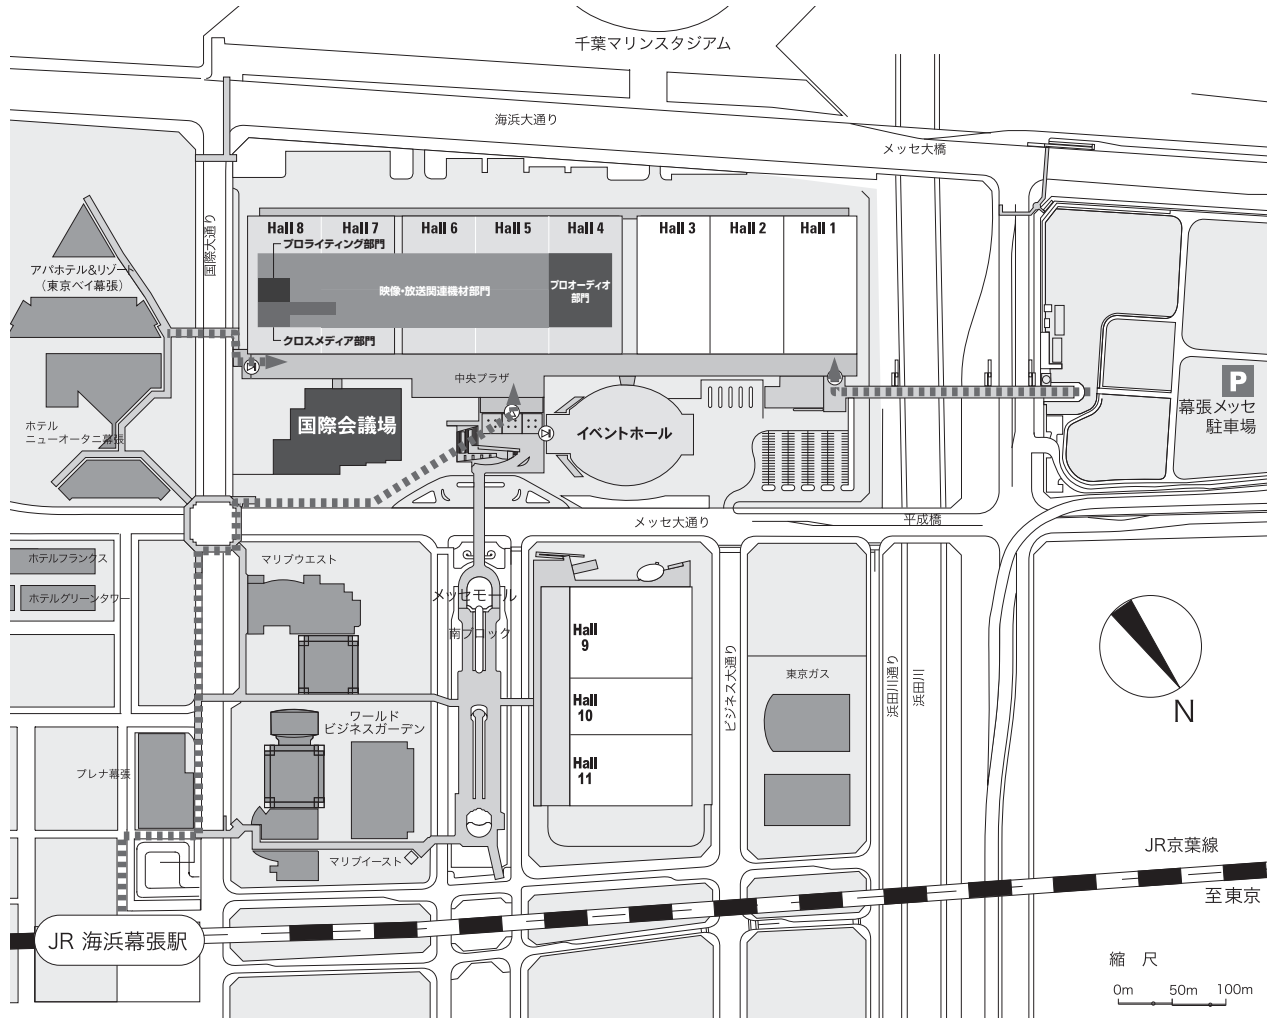 千葉マリンスタジアム
海浜大通り
メッセ大橋
国際大通り
Hall 8
Hall 7
Hall 6
Hall 5
Hall 4
Hall 3
Hall 2
Hall 1
プロライティング部門
アパホテル&リゾート
(東京ベイ幕張)
映像・放送関連機材部門
プロオーディオ
部門
クロスメディア部門
中央プラザ
P
幕張メッセ
駐車場
ホテル
ニューオータニ幕張
国際会議場
イベントホール
メッセ大通り
平成橋
ホテルフランクス
マリブウエスト
ホテルグリーンタワー
メッセモール
南ブロック
Hall
9
Hall
10
Hall
11
ビジネス大通り
東京ガス
浜田川通り
浜田川
N
ワールド
ビジネスガーデン
プレナ幕張
マリブイースト
JR京葉線
至東京
JR 海浜幕張駅
縮 尺
0m 50m 100m